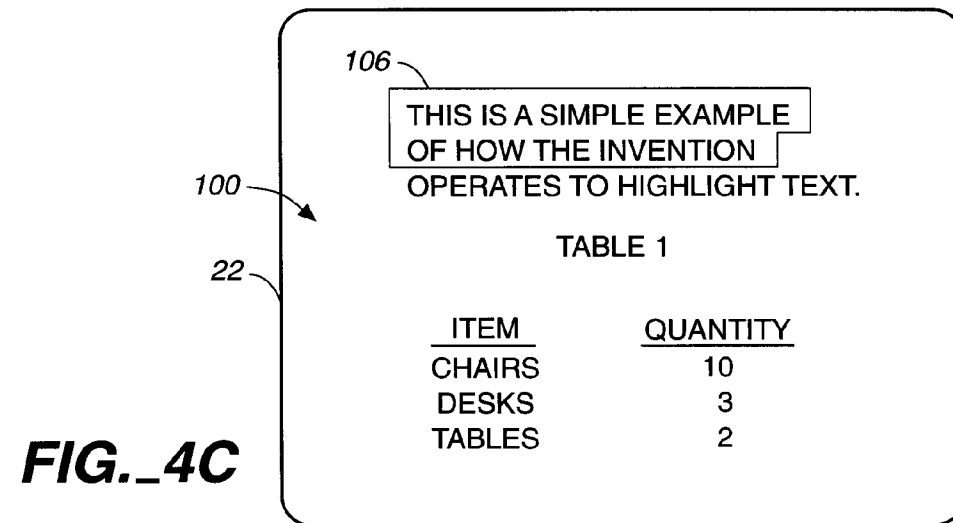 106
THIS IS A SIMPLE EXAMPLE
OF HOW THE INVENTION
OPERATES TO HIGHLIGHT TEXT.
100
TABLE 1
22
ITEM QUANTITY
CHAIRS 10
DESKS 3
TABLES 2
FIG._4C